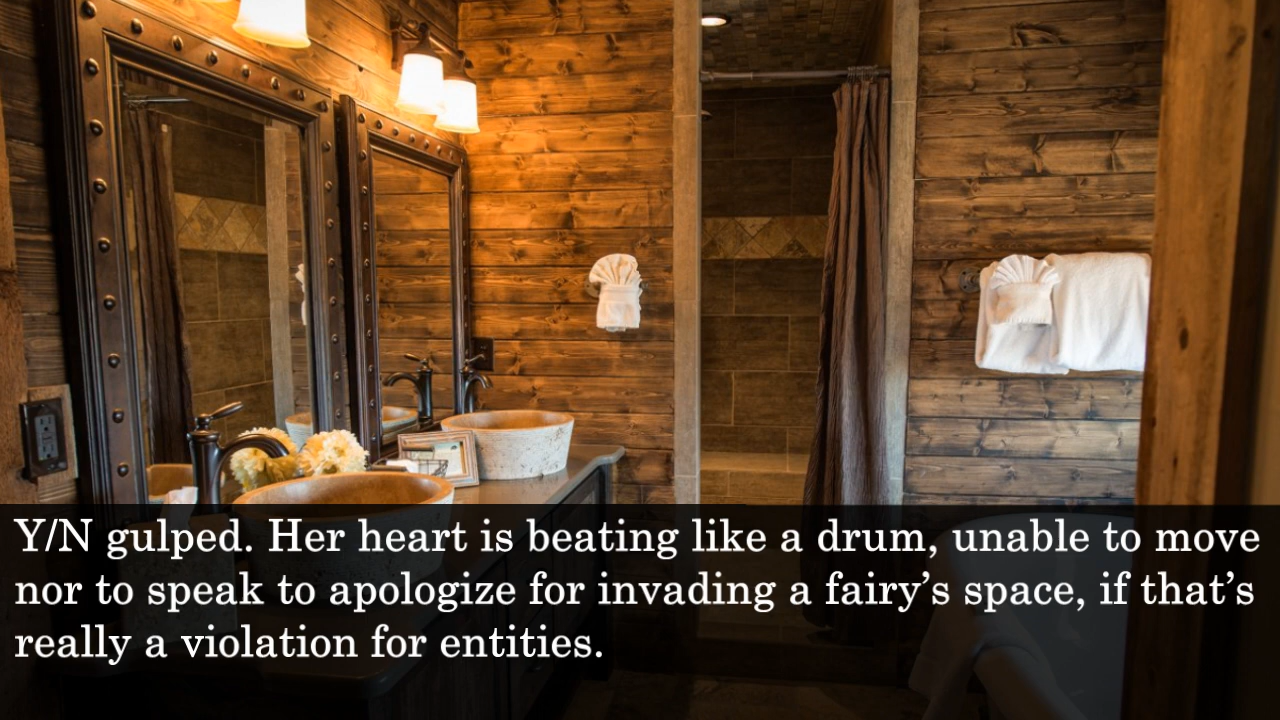 Y/N gulped. Her heart is beating like a drum, unable to move
nor to speak to apologize for invading a fairy’s space, if that’s
really a violation for entities.